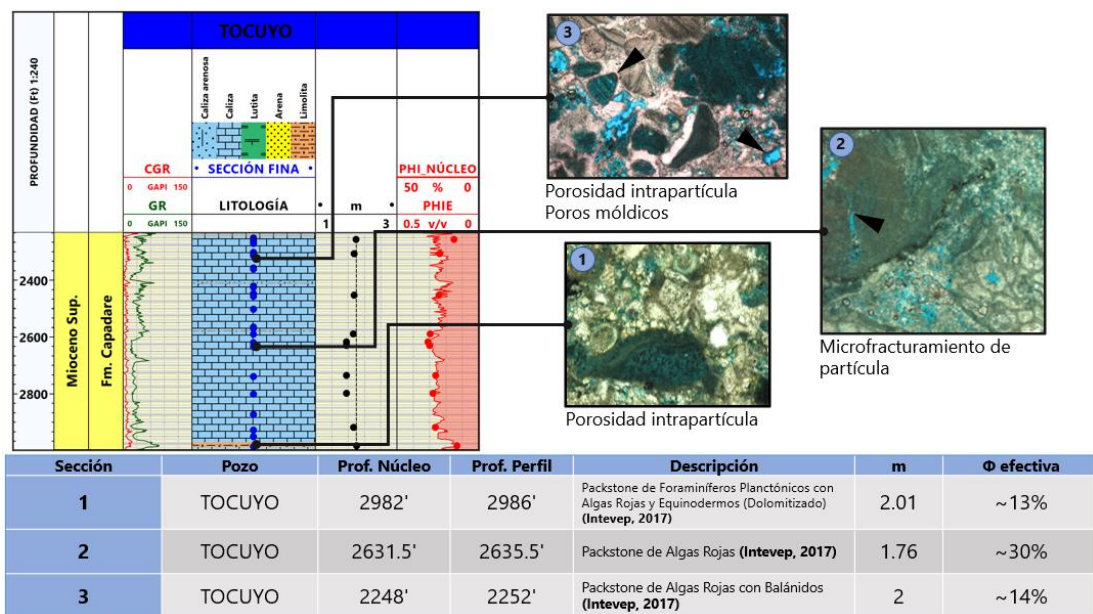 TOCUYO
PROFUNDIDAD (Ft) 1:240
Caliza arenosa
Caliza
Lutita
Arena
Limolita
CGR
0 GAPI 150
GR
0 GAPI 150
• SECCIÓN FINA •
LITOLOGÍA
• m •
1 3
PHI_NÚCLEO
50 % 0
PHIE
0.5 v/v 0
Mioceno Sup.
Fm. Capadare
2400
2600
2800
3
Porosidad intrapartícula
Poros móldicos
2
Microfracturamiento de
partícula
1
Porosidad intrapartícula
Sección Pozo Prof. Núcleo Prof. Perfil Descripción m Φ efectiva
1 TOCUYO 2982' 2986' Packstone de Foraminíferos Planctónicos con
Algas Rojas y Equinodermos (Dolomitizado)
(Intevep, 2017) 2.01 ~13%
2 TOCUYO 2631.5' 2635.5' Packstone de Algas Rojas (Intevep, 2017) 1.76 ~30%
3 TOCUYO 2248' 2252' Packstone de Algas Rojas con Balánidos
(Intevep, 2017) 2 ~14%